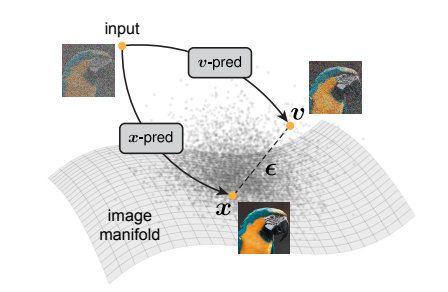 input
v-pred
v
x-pred
ϵ
x
image
manifold